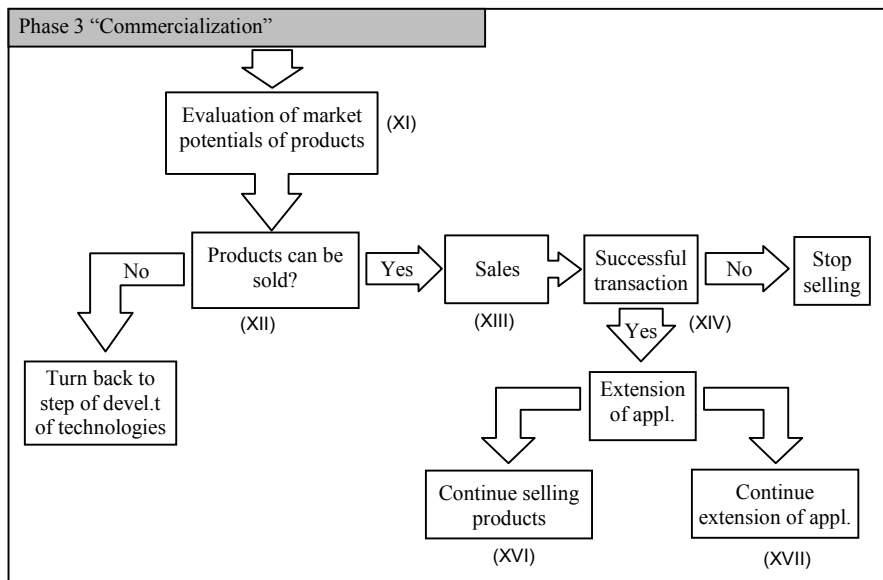 Phase 3 “Commercialization”
Evaluation of market
potentials of products
(XI)
Products can be
sold?
(XII)
No
Yes
Sales
(XIII)
Successful
transaction
(XIV)
No
Stop
selling
Yes
Turn back to
step of devel.t
of technologies
Extension
of appl.
Continue selling
products
(XVI)
Continue
extension of appl.
(XVII)